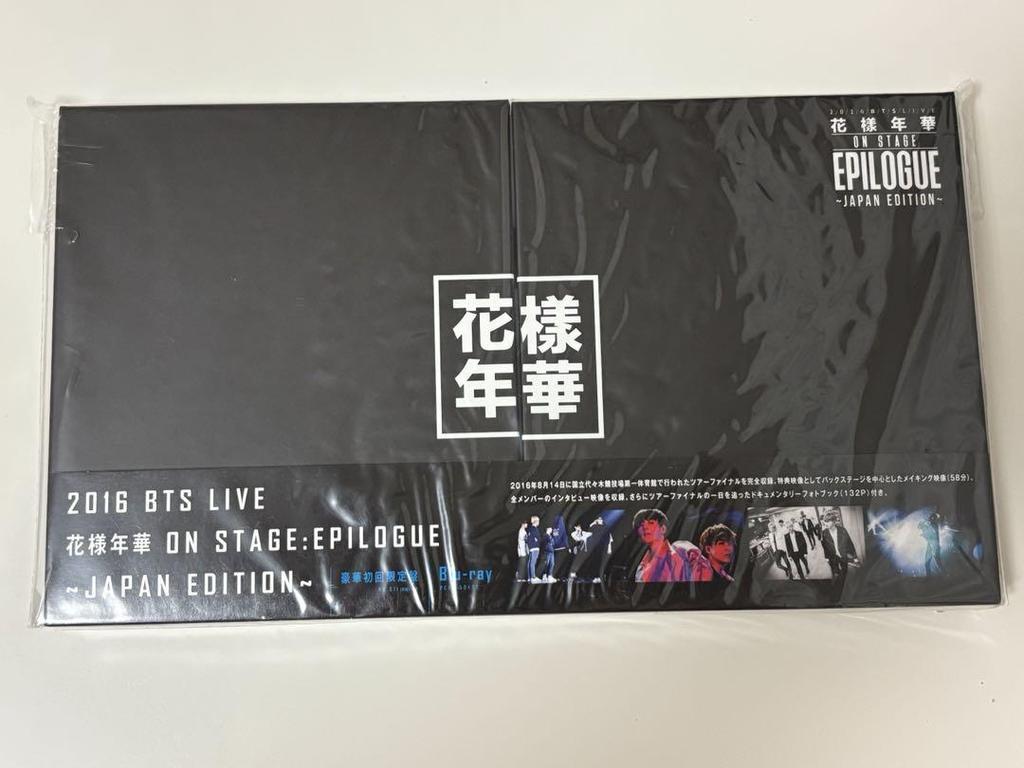 2016 BTS LIVE
花樣年華
ON STAGE
EPILOGUE
~JAPAN EDITION~
花樣
年華
2016 BTS LIVE
花樣年華 ON STAGE:EPILOGUE
~JAPAN EDITION~
豪華初回限定盤 Blu-ray
2016年8月14日に国立代々木競技場第一体育館で行われたツアーファイナルを完全収録。特典映像としてバックステージを中心としたメイキング映像(58分)、
全メンバーのインタビュー映像を収録、さらにツアーファイナルの一日を追ったドキュメンタリーフォトブック(132P)付き。